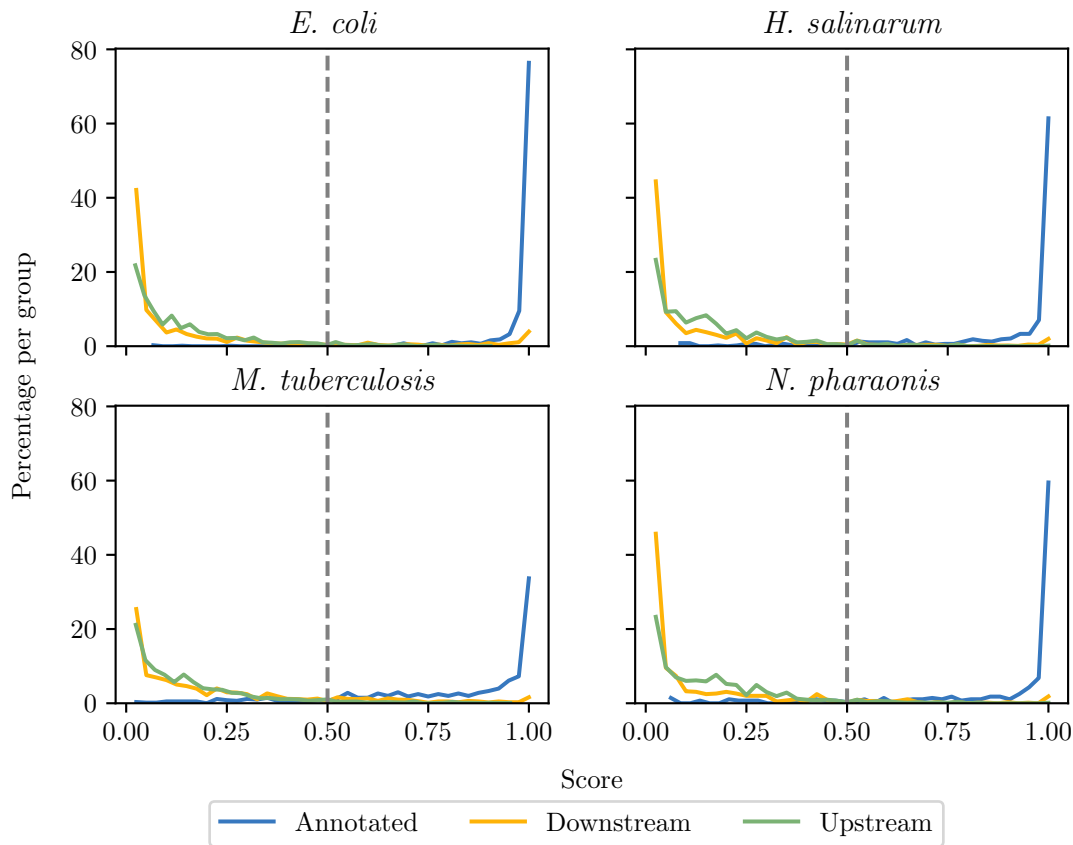 E. coli
H. salinarum
80
60
40
20
0
M. tuberculosis
N. pharaonis
80
60
40
20
0
0.00 0.25 0.50 0.75 1.00
0.00 0.25 0.50 0.75 1.00
Percentage per group
Score
Annotated Downstream Upstream